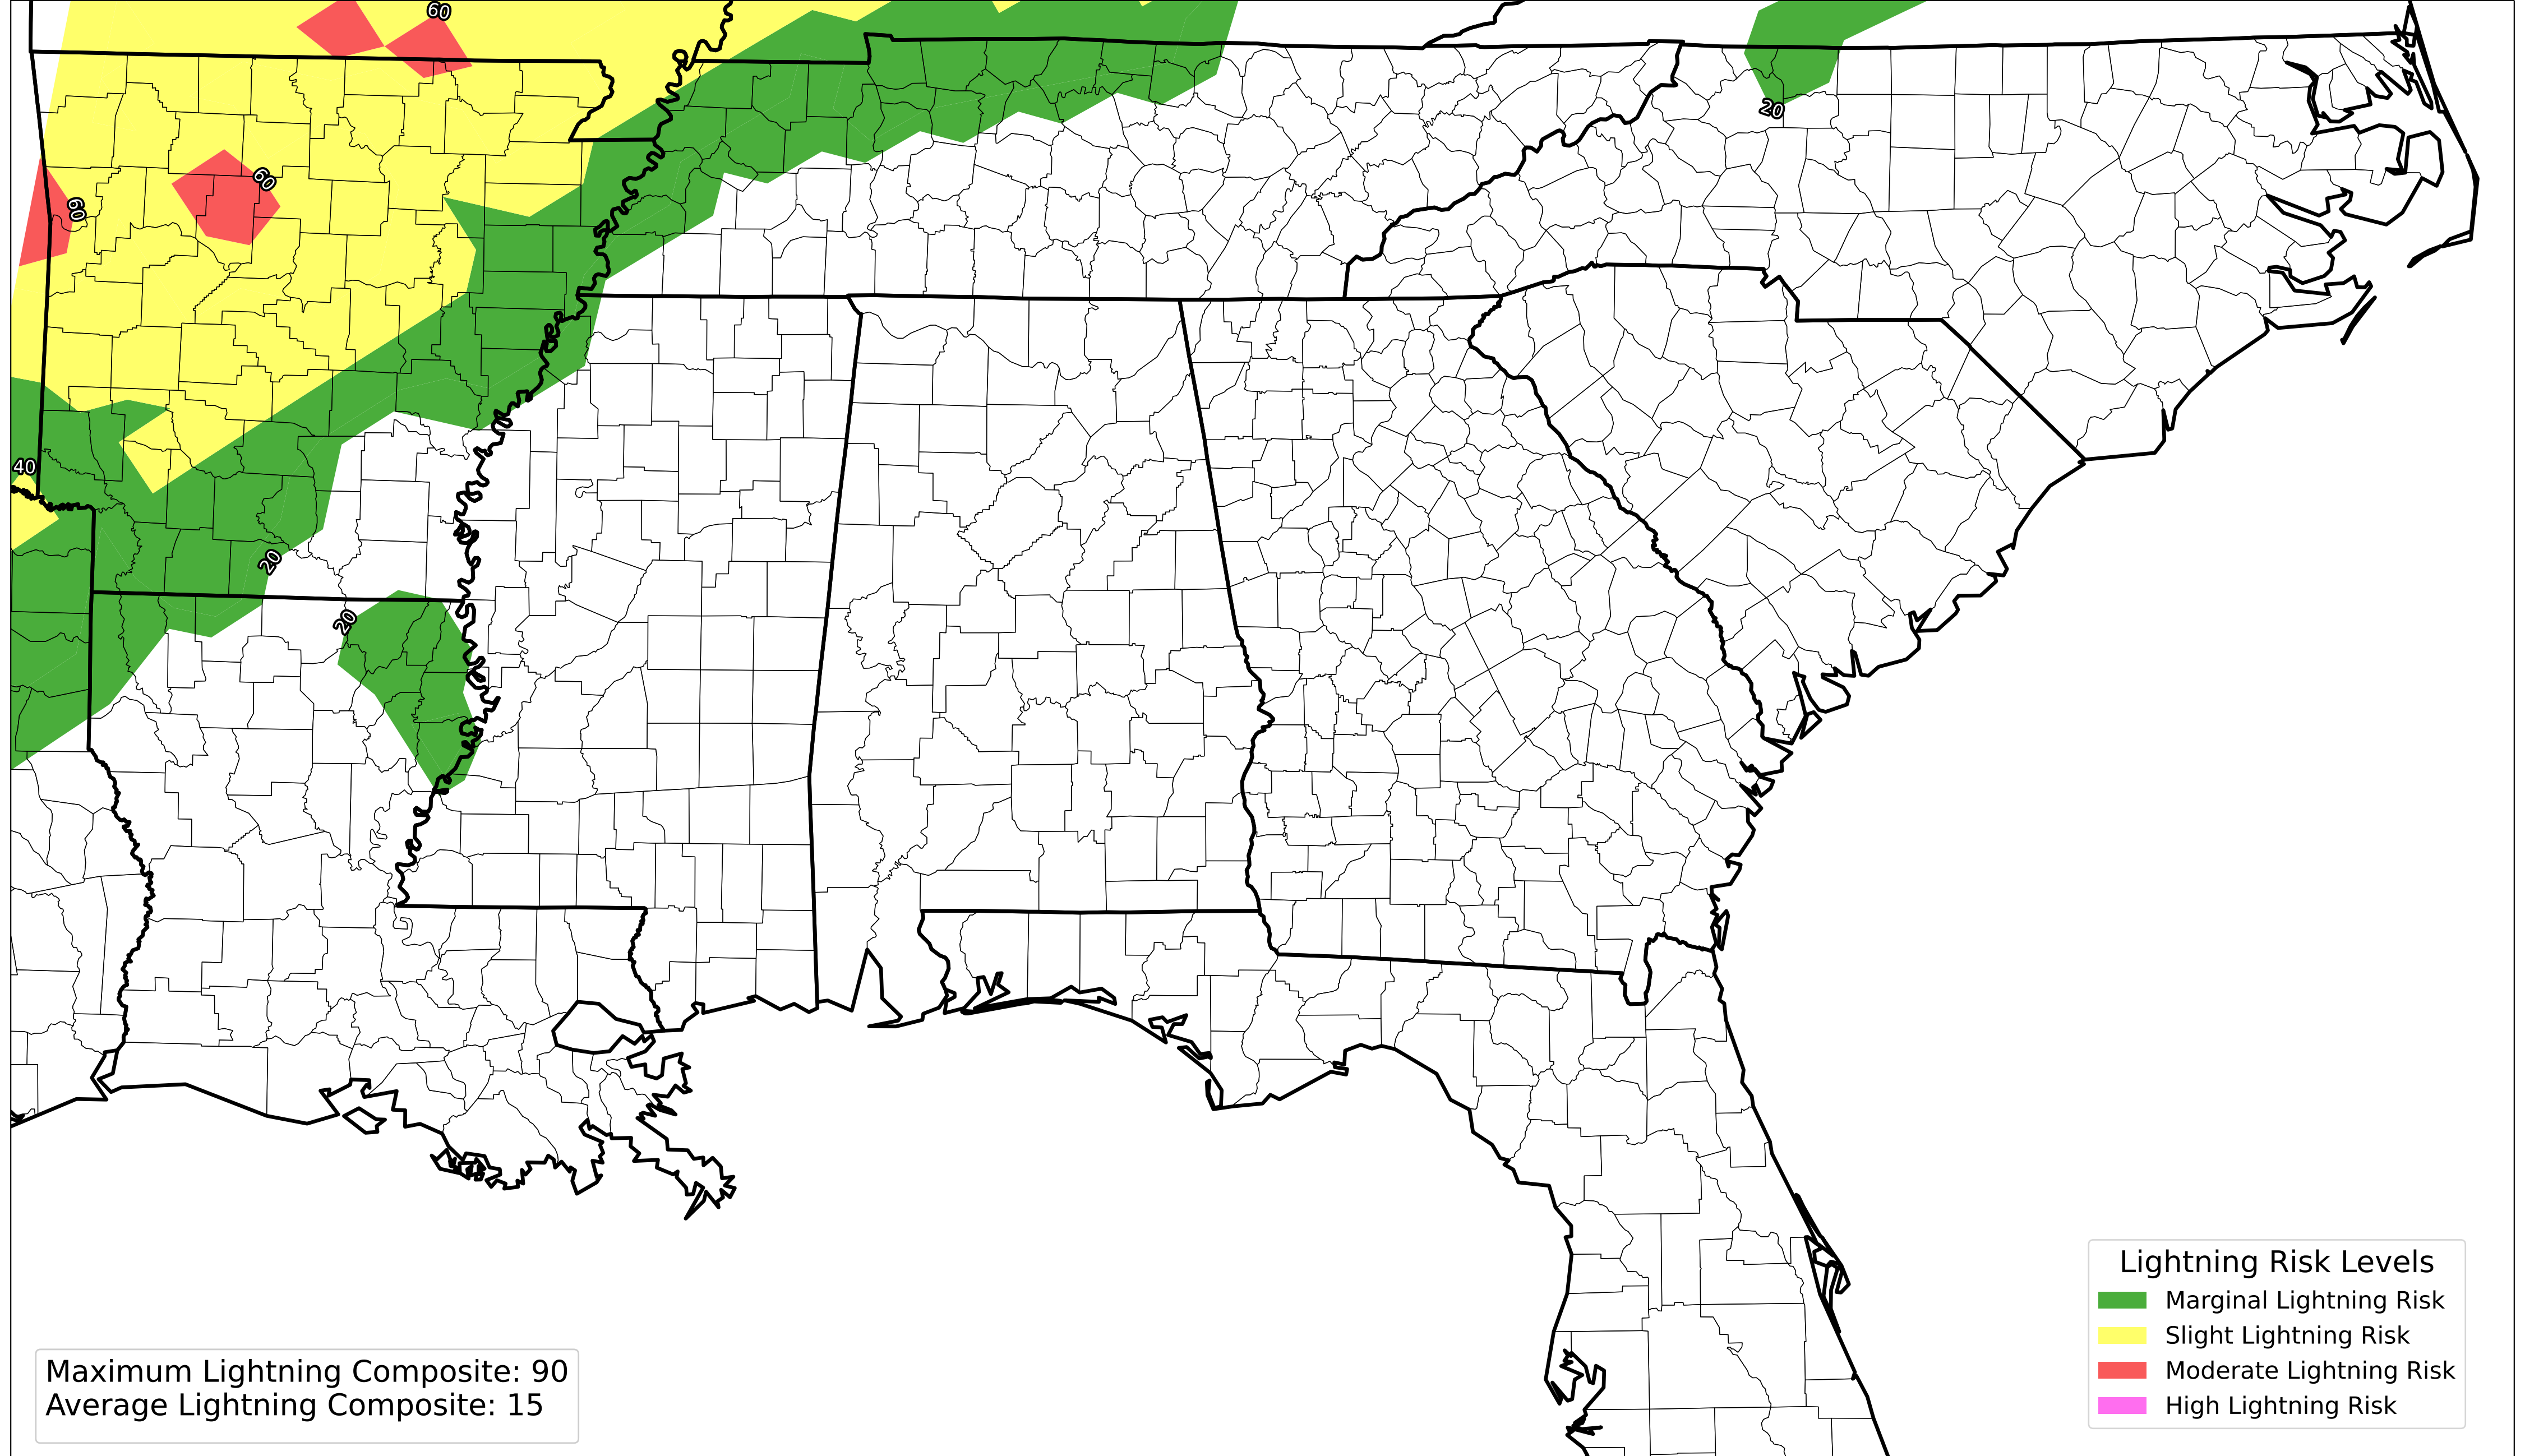 60
20
60
60
40
20
20
Lightning Risk Levels
Marginal Lightning Risk
Slight Lightning Risk
Moderate Lightning Risk
High Lightning Risk
Maximum Lightning Composite: 90
Average Lightning Composite: 15